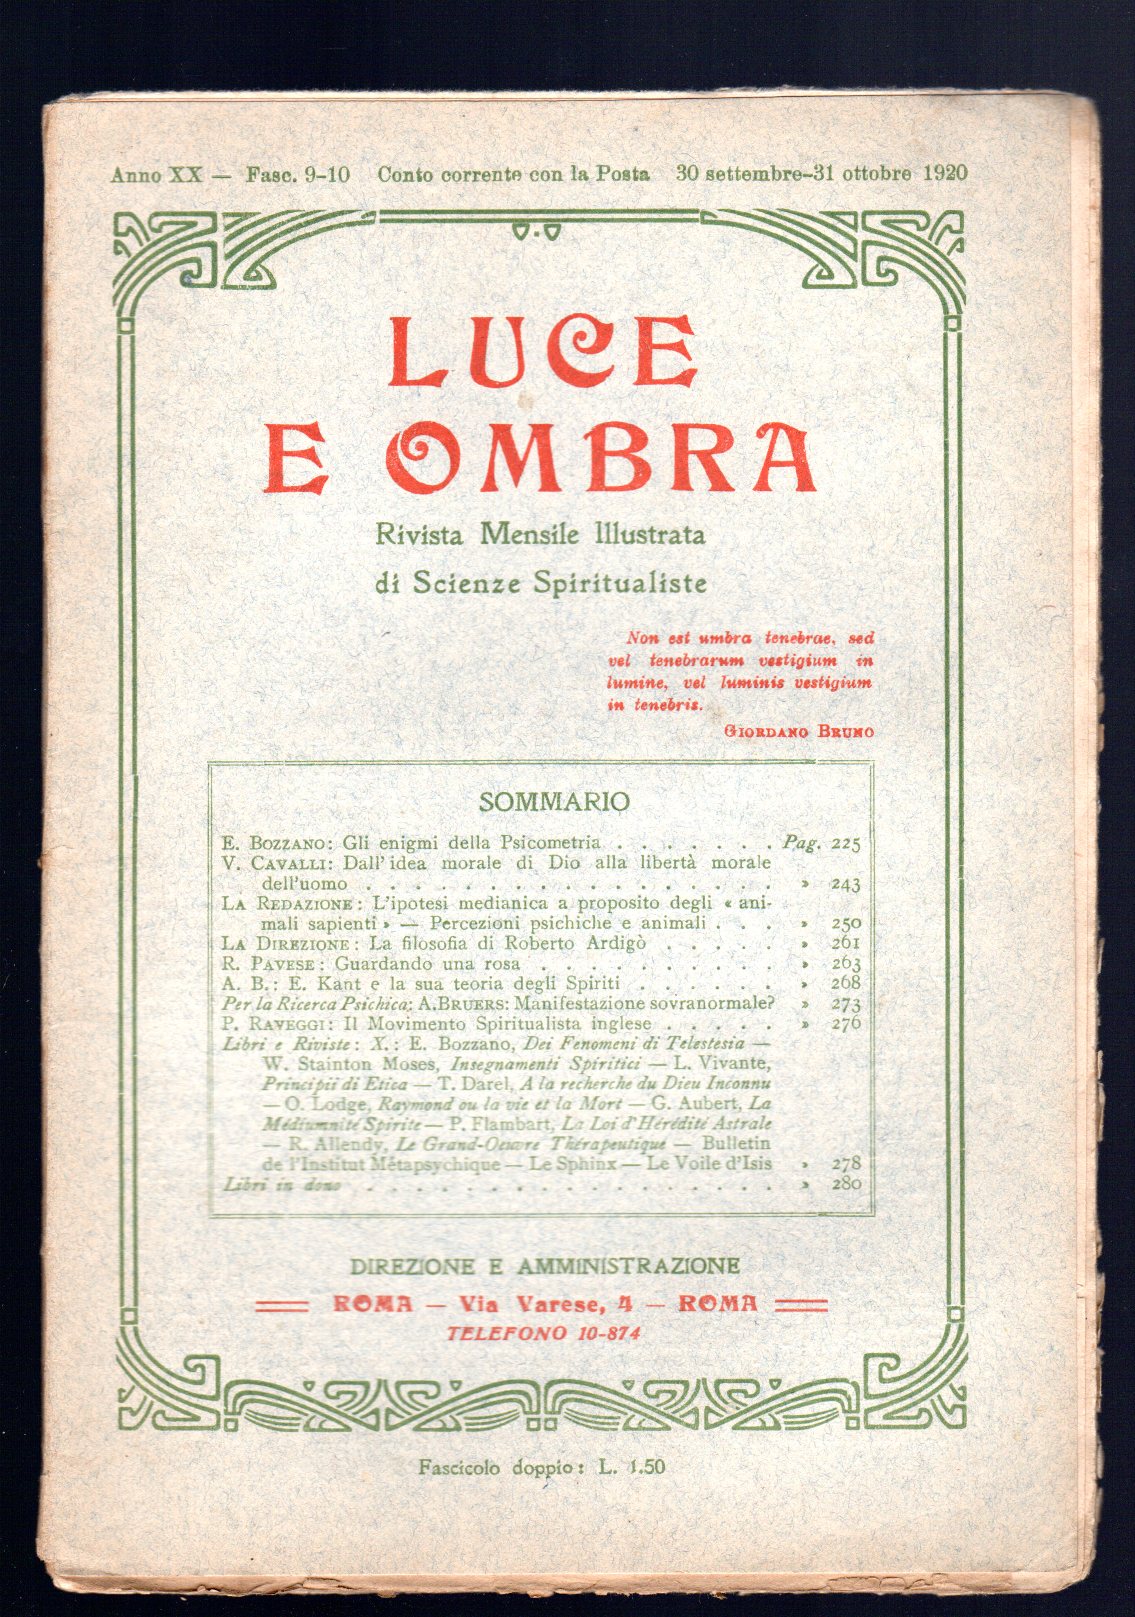 Anno XX — Fasc. 9-10 Conto corrente con la Posta 30 settembre-31 ottobre 1920
LUCE
E OMBRA
Rivista Mensile Illustrata
di Scienze Spiritualiste
Non est umbra tenebrae, sed
vel tenebrarum vestigium in
lumine, vel luminis vestigium
in tenebris.
GIORDANO BRUNO
SOMMARIO
E. BOZZANO: Gli enigmi della Psicometria . . . . . . . Pag. 225
V. CAVALLI: Dall'idea morale di Dio alla libertà morale
dell'uomo . . . . . . . . . . . . . . . . . . » 243
LA REDAZIONE: L'ipotesi medianica a proposito degli « ani-
mali sapienti » — Percezioni psichiche e animali . . . » 250
LA DIREZIONE: La filosofia di Roberto Ardigò . . . . . » 261
R. PAVESE: Guardando una rosa . . . . . . . . . . » 263
A. B.: E. Kant e la sua teoria degli Spiriti . . . . . . » 268
Per la Ricerca Psichica: A. BRUERS: Manifestazione sovranormale? » 273
P. RAVEGGI: Il Movimento Spiritualista inglese . . . . . » 276
Libri e Riviste: X.: E. Bozzano, Dei Fenomeni di Telestesia —
W. Stainton Moses, Insegnamenti Spiritici — L. Vivante,
Principii di Etica — T. Darel, A la recherche du Dieu Inconnu
— O. Lodge, Raymond ou la vie et la Mort — G. Aubert, La
Médiumnité Spirite — P. Flambart, La Loi d'Hérédité Astrale
— R. Allendy, Le Grand-Oeuvre Thérapeutique — Bulletin
de l'Institut Métapsychique — Le Sphinx — Le Voile d'Isis » 278
Libri in dono . . . . . . . . . . . . . . . . . . » 280
DIREZIONE E AMMINISTRAZIONE
ROMA — Via Varese, 4 — ROMA
TELEFONO 10-874
Fascicolo doppio: L. 1.50